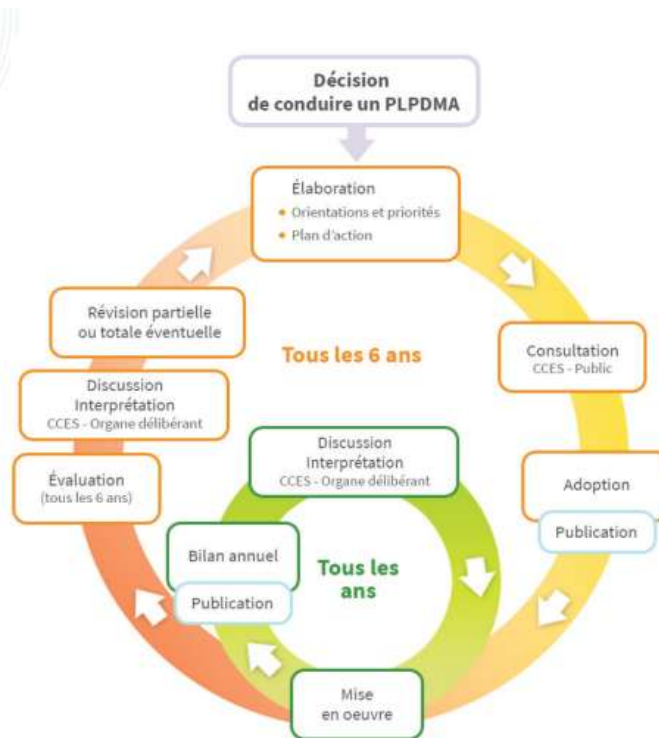 Décision
de conduire un PLPDMA
Élaboration
• Orientations et priorités
• Plan d'action
Consultation
CCES - Public
Adoption
Publication
Mise
en oeuvre
Bilan annuel
Publication
Discussion
Interprétation
CCES - Organe délibérant
Tous les
ans
Évaluation
(tous les 6 ans)
Discussion
Interprétation
CCES - Organe délibérant
Révision partielle
ou totale éventuelle
Tous les 6 ans